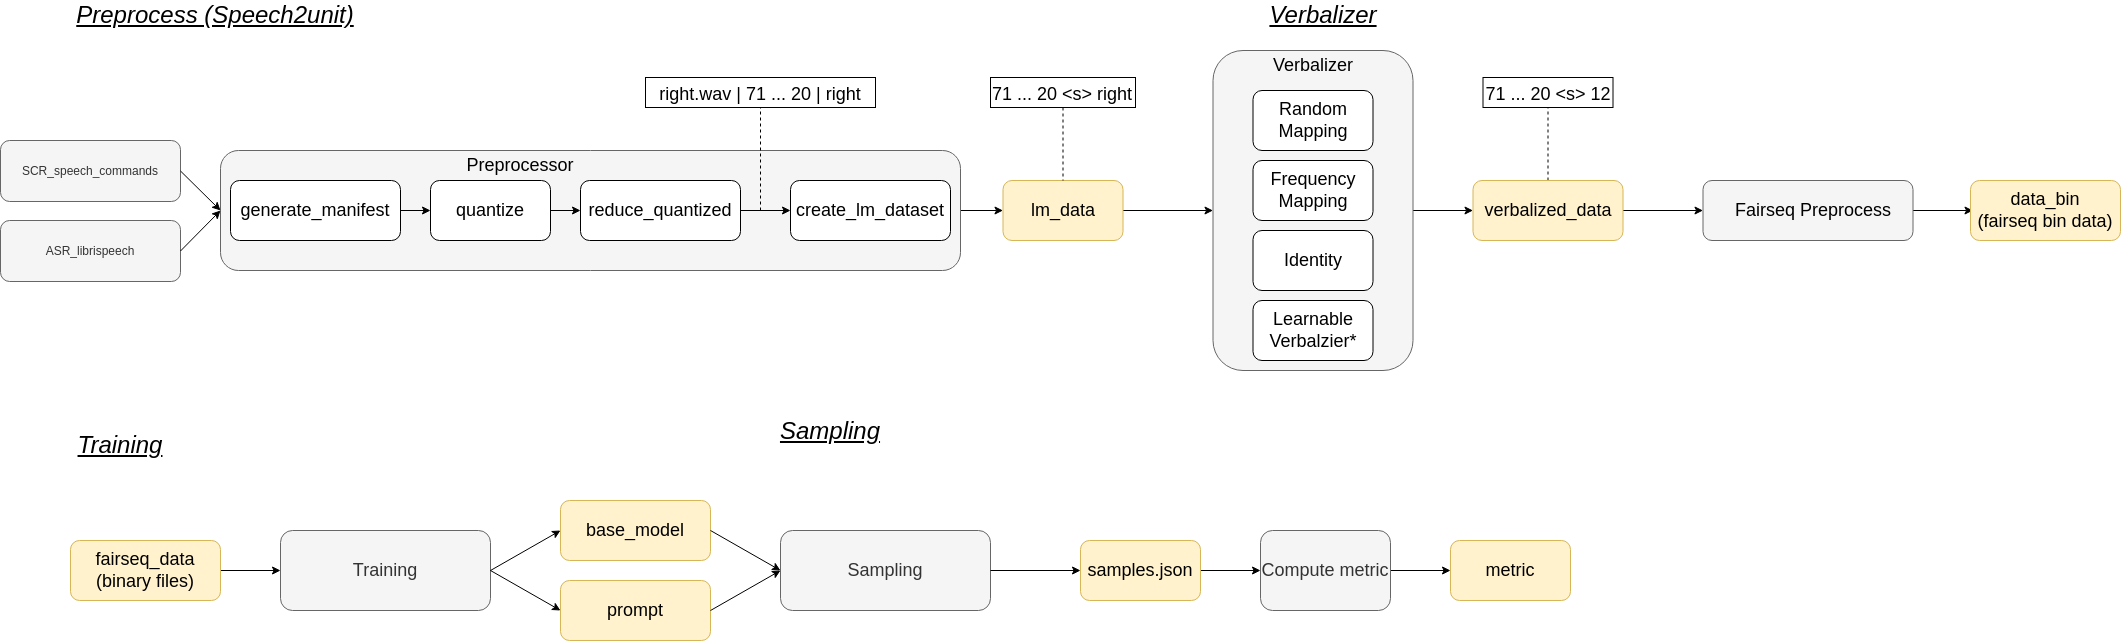 Preprocess (Speech2unit)
Verbalizer
right.wav | 71 ... 20 | right
71 ... 20 <s> right
71 ... 20 <s> 12
SCR_speech_commands
ASR_librispeech
Preprocessor
generate_manifest
quantize
reduce_quantized
create_lm_dataset
lm_data
Verbalizer
Random
Mapping
Frequency
Mapping
Identity
Learnable
Verbalzier*
verbalized_data
Fairseq Preprocess
data_bin
(fairseq bin data)
Training
Sampling
fairseq_data
(binary files)
Training
base_model
prompt
Sampling
samples.json
Compute metric
metric